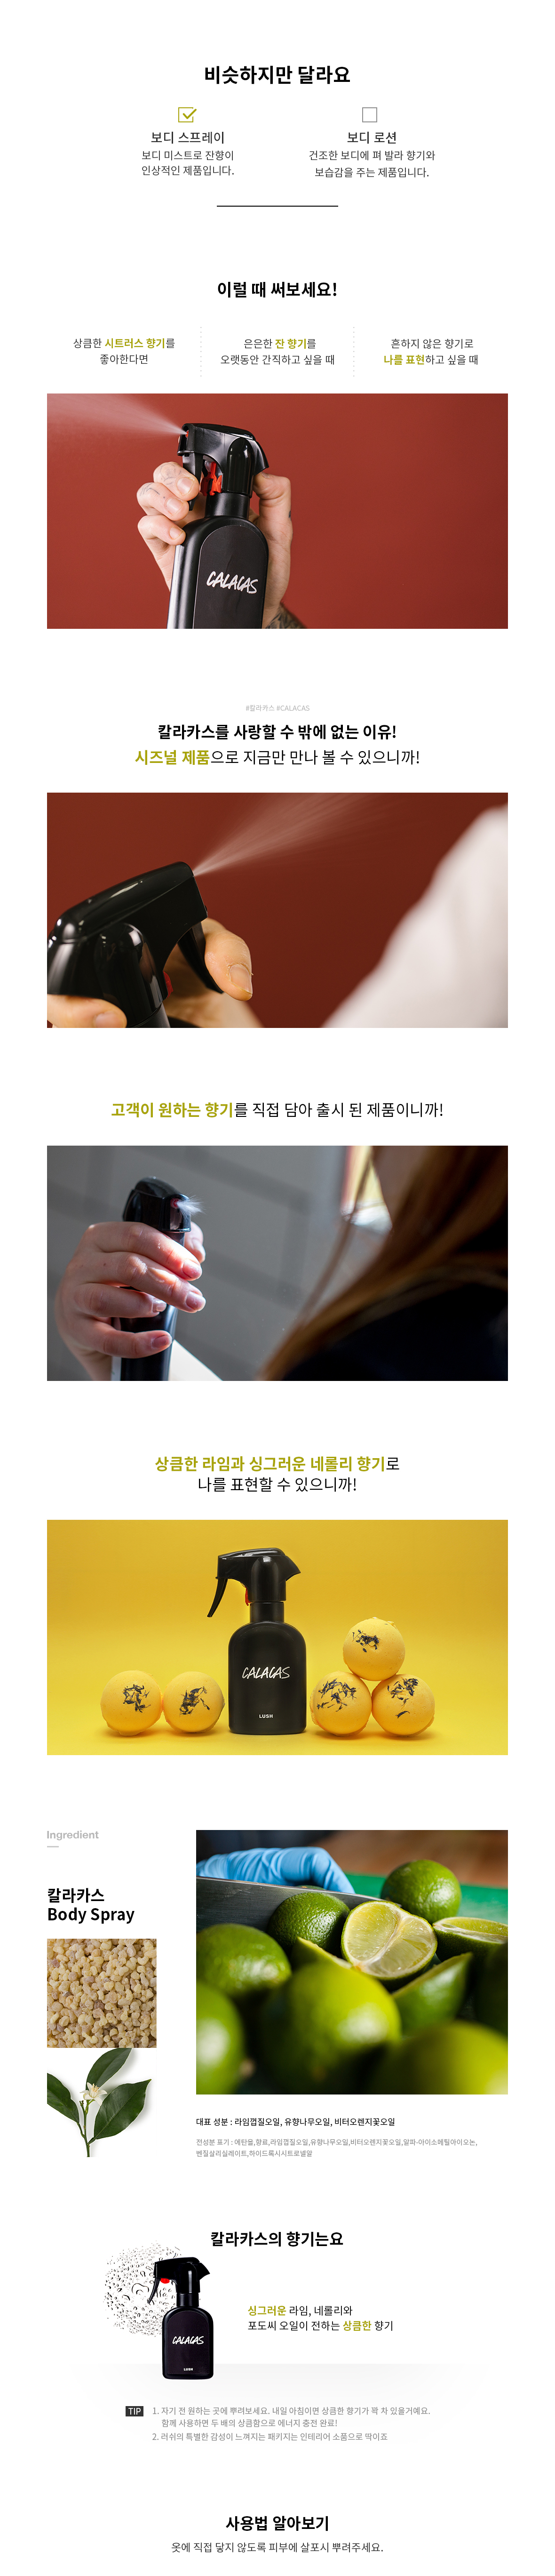 비슷하지만 달라요
보디 스프레이
보디 미스트로 잔향이
인상적인 제품입니다.
보디 로션
건조한 보디에 펴 발라 향기와
보습감을 주는 제품입니다.
이럴 때 써보세요!
상큼한 시트러스 향기를
좋아한다면
은은한 잔 향기를
오랫동안 간직하고 싶을 때
흔하지 않은 향기로
나를 표현하고 싶을 때
CALACAS
#칼라카스 #CALACAS
칼라카스를 사랑할 수 밖에 없는 이유!
시즈널 제품으로 지금만 만나 볼 수 있으니까!
고객이 원하는 향기를 직접 담아 출시 된 제품이니까!
상큼한 라임과 싱그러운 네롤리 향기로
나를 표현할 수 있으니까!
CALACAS
LUSH
Ingredient
칼라카스
Body Spray
대표 성분 : 라임껍질오일, 유향나무오일, 비터오렌지꽃오일
전성분 표기 : 에탄올,향료,라임껍질오일,유향나무오일,비터오렌지꽃오일,알파-아이소메틸아이오논,
벤질살리실레이트,하이드록시시트로넬알
칼라카스의 향기는요
싱그러운 라임, 네롤리와
포도씨 오일이 전하는 상큼한 향기
CALACAS
LUSH
TIP 1. 자기 전 원하는 곳에 뿌려보세요. 내일 아침이면 상큼한 향기가 꽉 차 있을거예요.
함께 사용하면 두 배의 상큼함으로 에너지 충전 완료!
2. 러쉬의 특별한 감성이 느껴지는 패키지는 인테리어 소품으로 딱이죠
사용법 알아보기
옷에 직접 닿지 않도록 피부에 살포시 뿌려주세요.